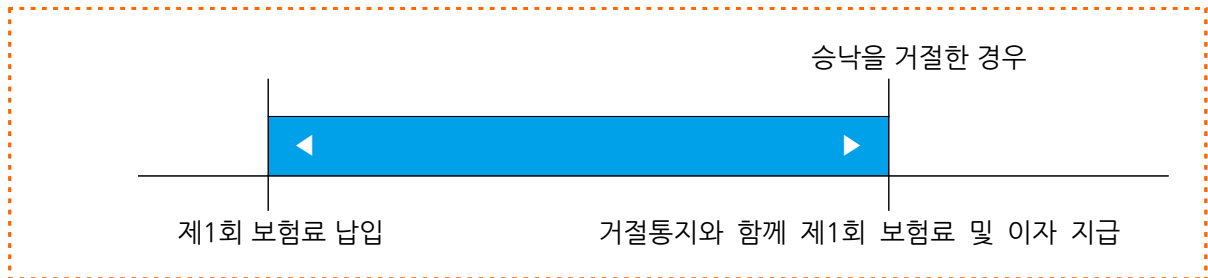 승낙을 거절한 경우
제1회 보험료 납입
거절통지와 함께 제1회 보험료 및 이자 지급